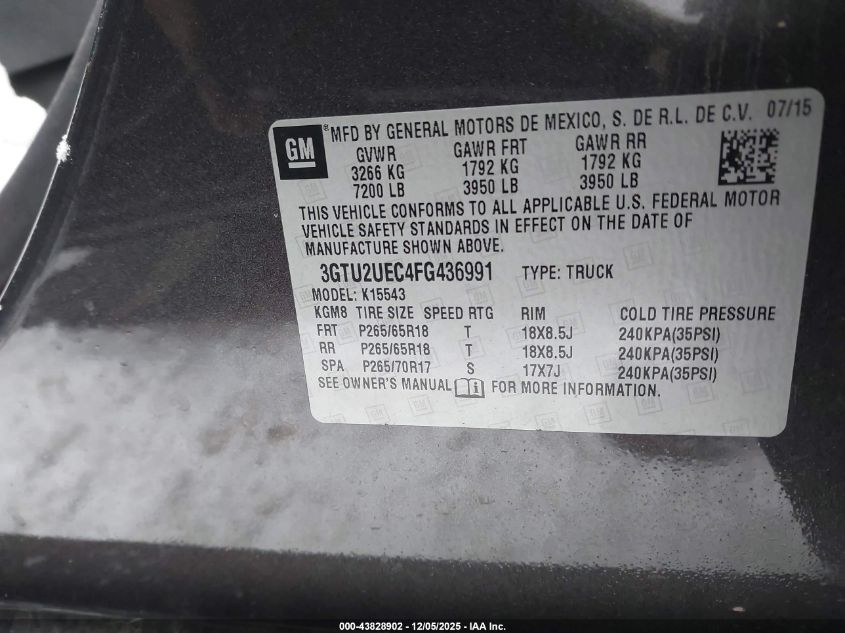 GM ® MFD BY GENERAL MOTORS DE MEXICO, S. DE R.L. DE C.V. 07/15
GVWR GAWR FRT GAWR RR
3266 KG 1792 KG 1792 KG
7200 LB 3950 LB 3950 LB
THIS VEHICLE CONFORMS TO ALL APPLICABLE U.S. FEDERAL MOTOR
VEHICLE SAFETY STANDARDS IN EFFECT ON THE DATE OF
MANUFACTURE SHOWN ABOVE.
3GTU2UEC4FG436991 TYPE: TRUCK
MODEL: K15543
KGM8 TIRE SIZE SPEED RTG RIM COLD TIRE PRESSURE
FRT P265/65R18 T 18X8.5J 240KPA(35PSI)
RR P265/65R18 T 18X8.5J 240KPA(35PSI)
SPA P265/70R17 S 17X7J 240KPA(35PSI)
SEE OWNER'S MANUAL FOR MORE INFORMATION.
000-43828902 - 12/05/2025 - IAA Inc.